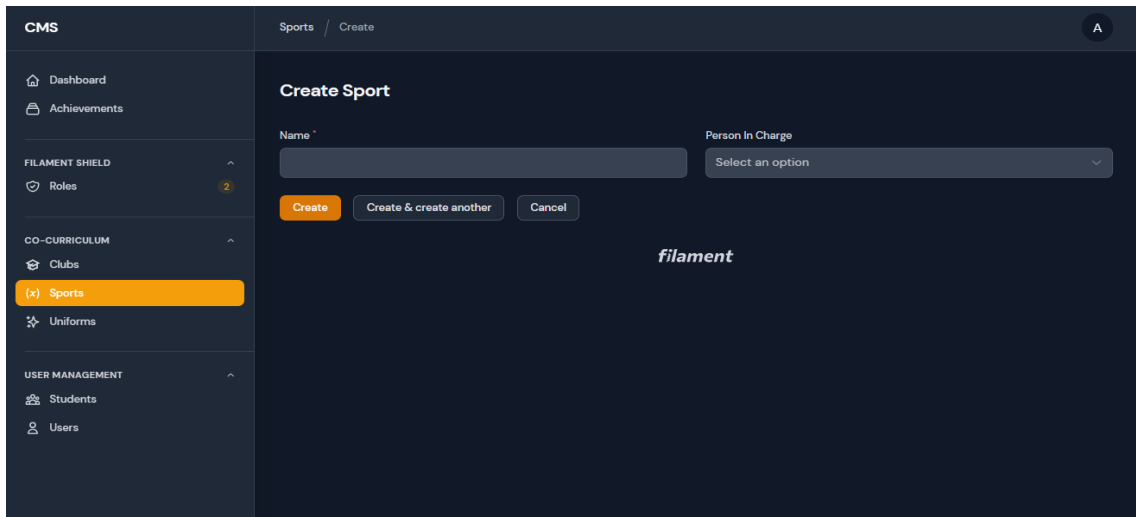 CMS
Sports / Create
A
Dashboard
Achievements
FILAMENT SHIELD
Roles 2
CO-CURRICULUM
Clubs
(x) Sports
Uniforms
USER MANAGEMENT
Students
Users
Create Sport
Name *
Person In Charge
Select an option
Create
Create & create another
Cancel
filament